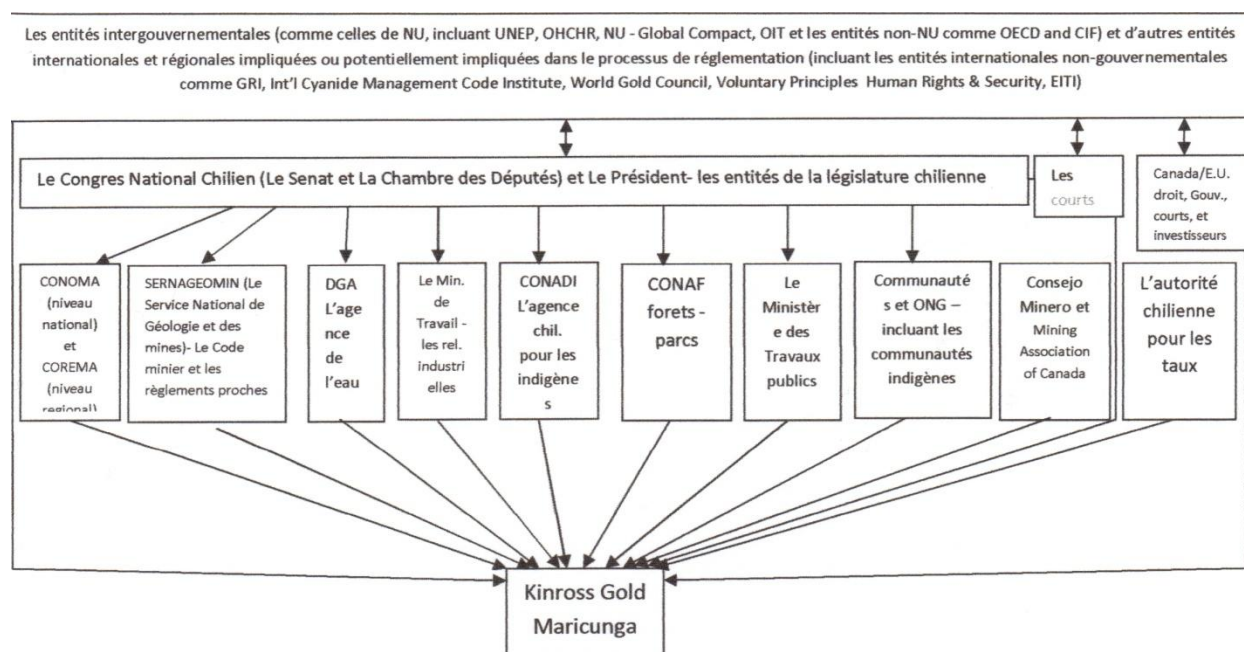 Les entités intergouvernementales (comme celles de NU, incluant UNEP, OHCHR, NU - Global Compact, OIT et les entités non-NU comme OECD and CIF) et d'autres entités
internationales et régionales impliquées ou potentiellement impliquées dans le processus de réglementation (incluant les entités internationales non-gouvernementales
comme GRI, Int'l Cyanide Management Code Institute, World Gold Council, Voluntary Principles Human Rights & Security, EITI)
Le Congres National Chilien (Le Senat et La Chambre des Députés) et Le Président- les entités de la législature chilienne
Les
courts
Canada/E.U.
droit, Gouv.,
courts, et
investisseurs
CONOMA
(niveau
national)
et
COREMA
(niveau
regional)
SERNAGEOMIN (Le
Service National de
Géologie et des
mines)- Le Code
minier et les
règlements proches
DGA
L'age
nce
de
l'eau
Le Min.
de
Travail -
les rel.
industri
elles
CONADI
L'agence
chil.
pour les
indigène
s
CONAF
forets -
parcs
Le
Ministèr
e des
Travaux
publics
Communauté
s et ONG –
incluant les
communautés
indigènes
Consejo
Minero et
Mining
Association
of Canada
L'autorité
chilienne
pour les
taux
Kinross Gold
Maricunga